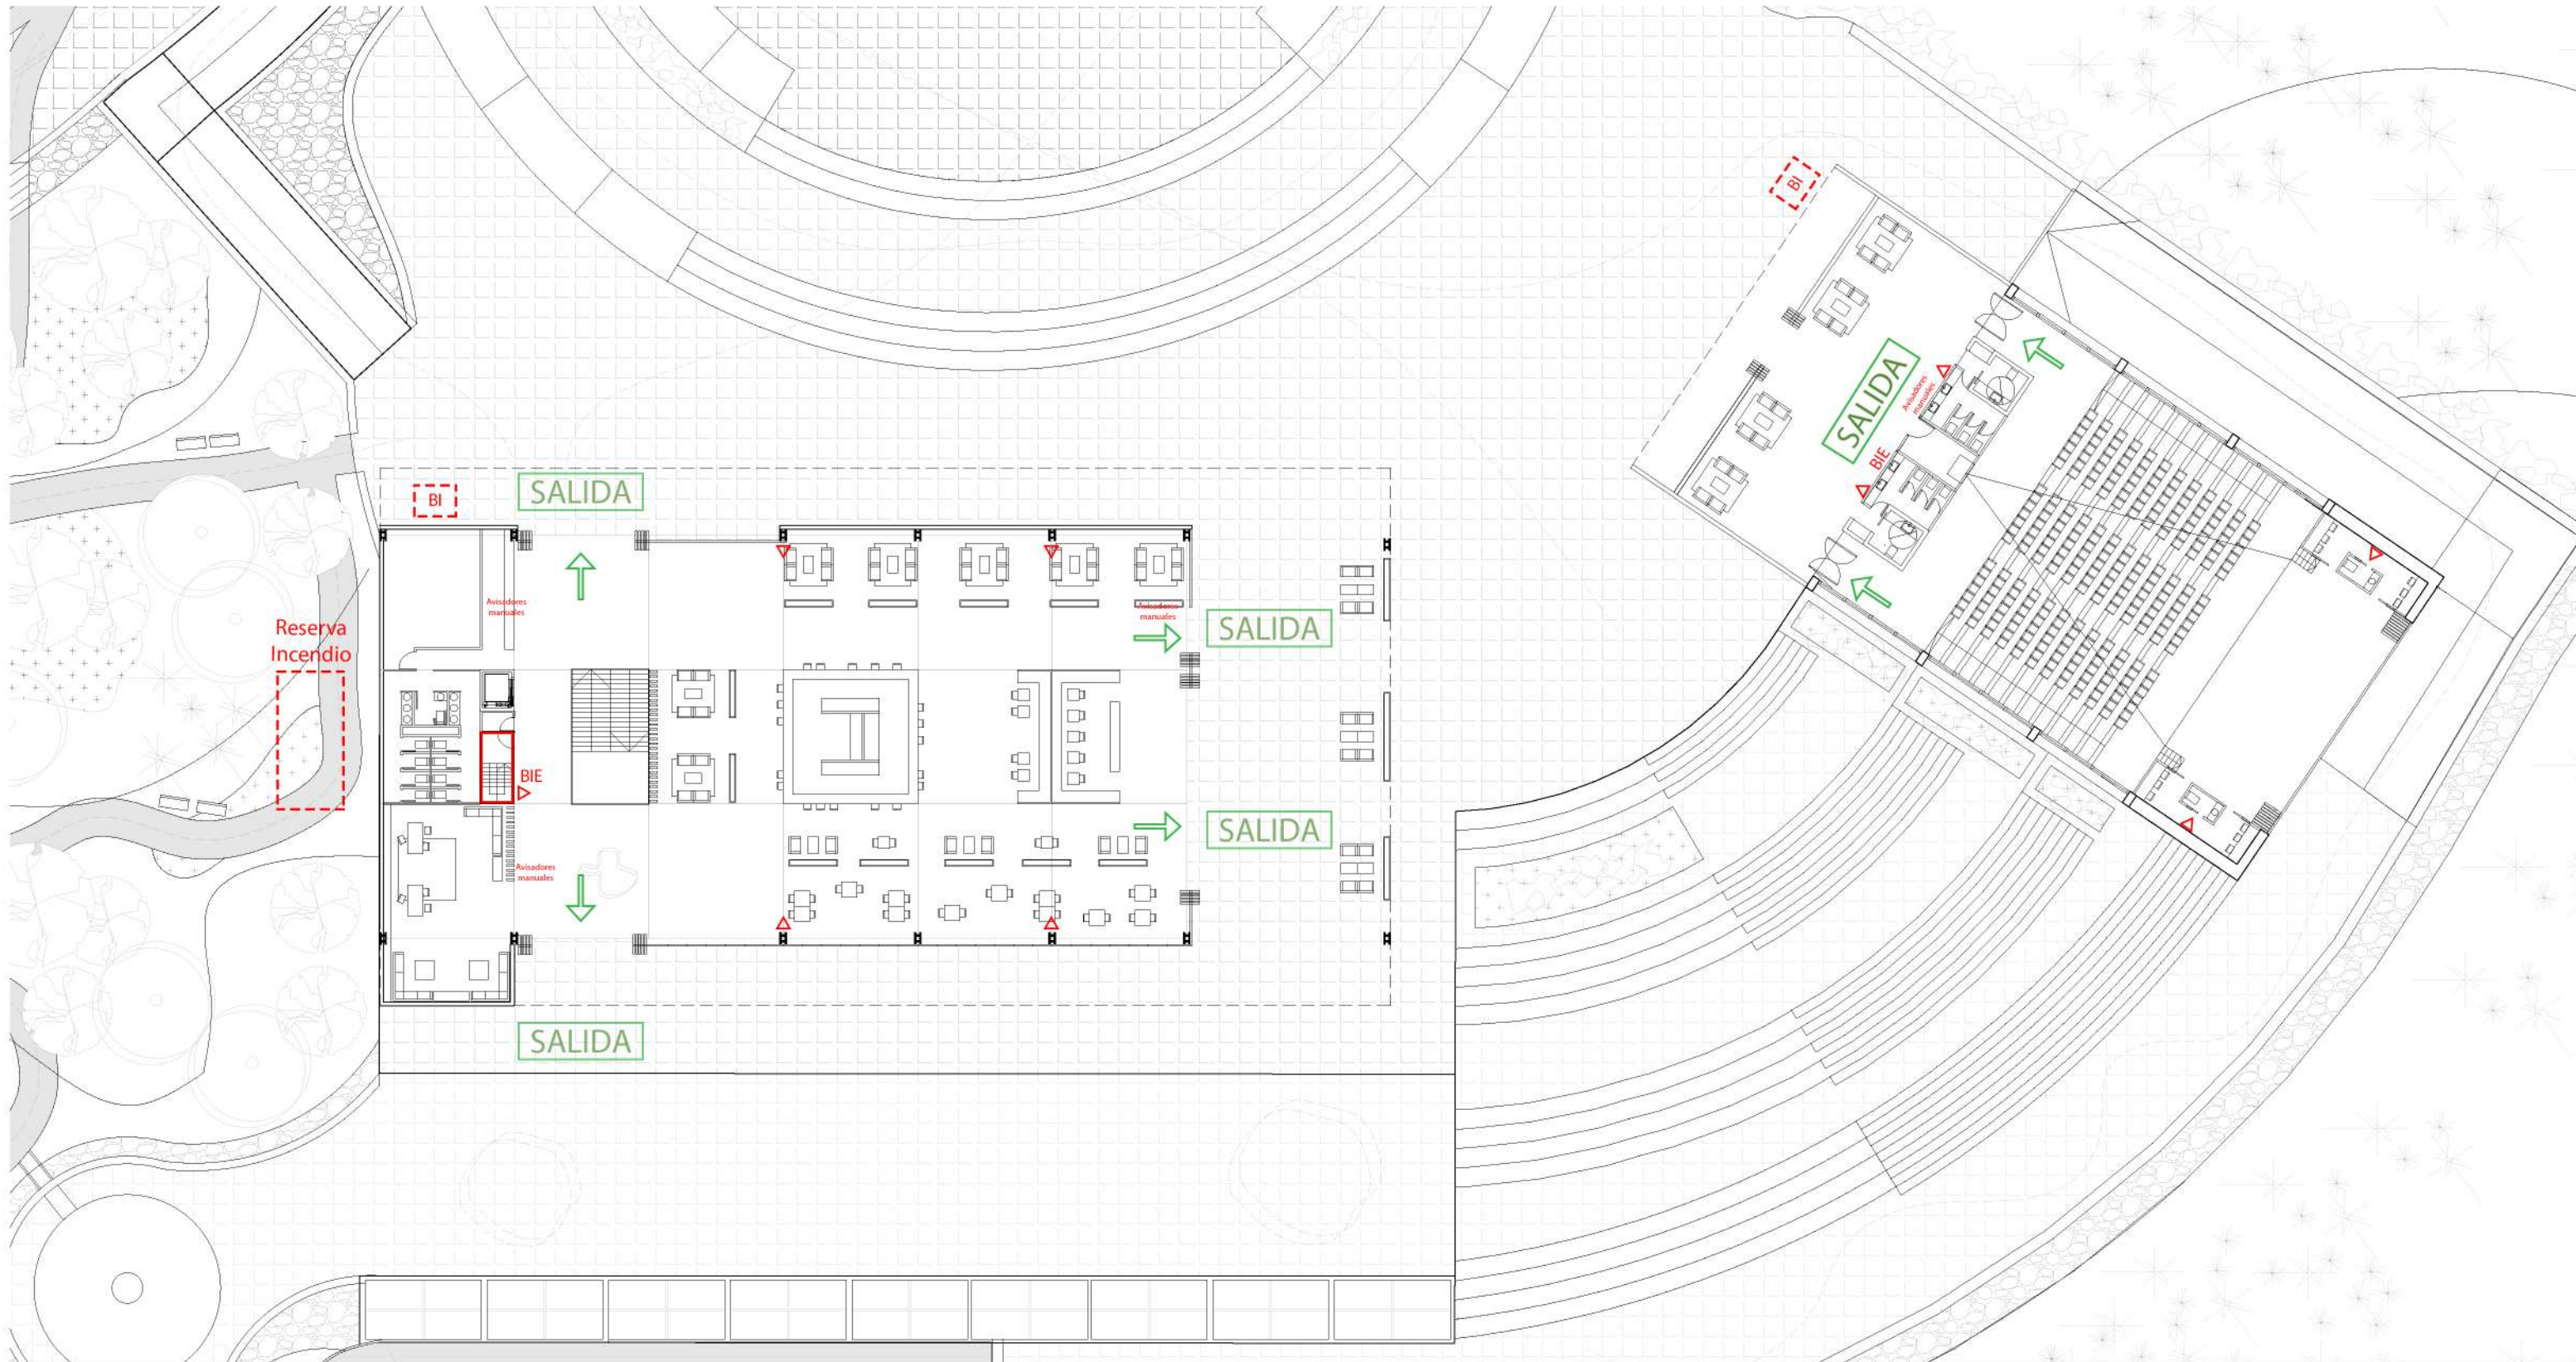 BI
SALIDA
Avisadores
manuales
BIE
BI
SALIDA
Avisadores
manuales
Avisadores
manuales
SALIDA
Reserva
Incendio
BIE
SALIDA
Avisadores
manuales
SALIDA